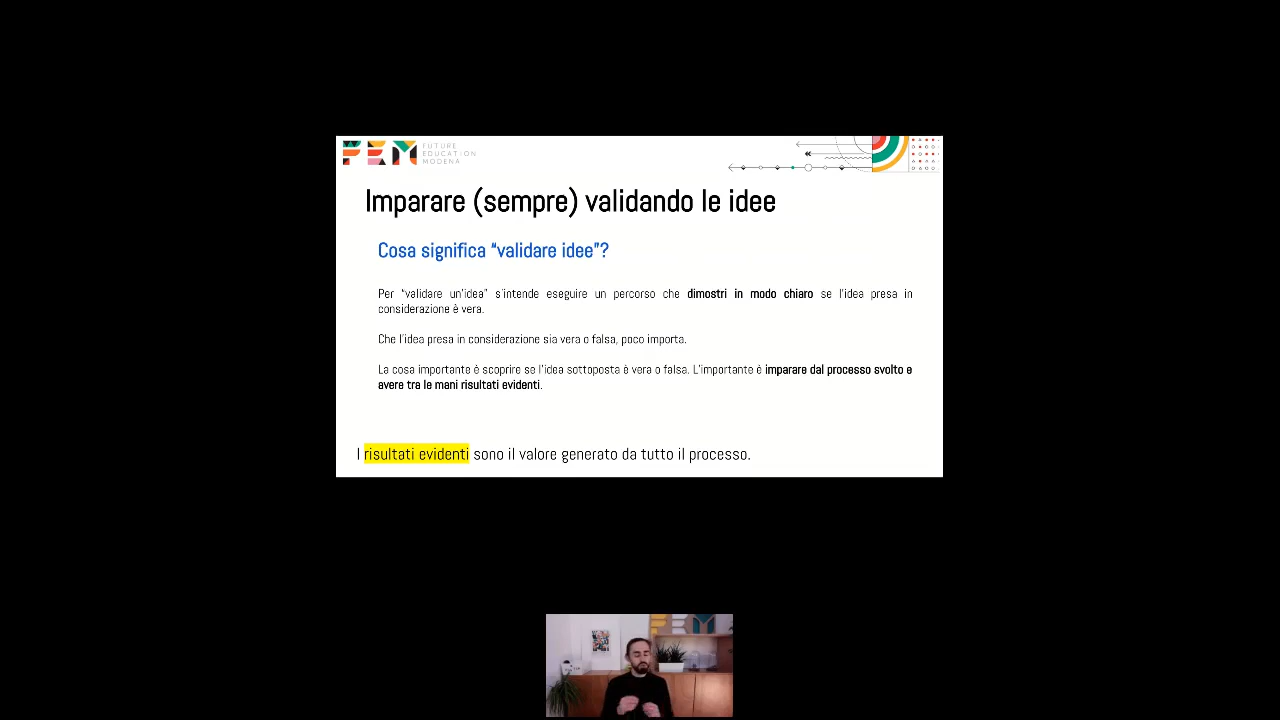 FEM FUTURE
EDUCATION
MODENA
Imparare (sempre) validando le idee
Cosa significa “validare idee”?
Per “validare un'idea” s'intende eseguire un percorso che dimostri in modo chiaro se l'idea presa in
considerazione è vera.
Che l'idea presa in considerazione sia vera o falsa, poco importa.
La cosa importante è scoprire se l'idea sottoposta è vera o falsa. L'importante è imparare dal processo svolto e
avere tra le mani risultati evidenti.
I risultati evidenti sono il valore generato da tutto il processo.
FEM